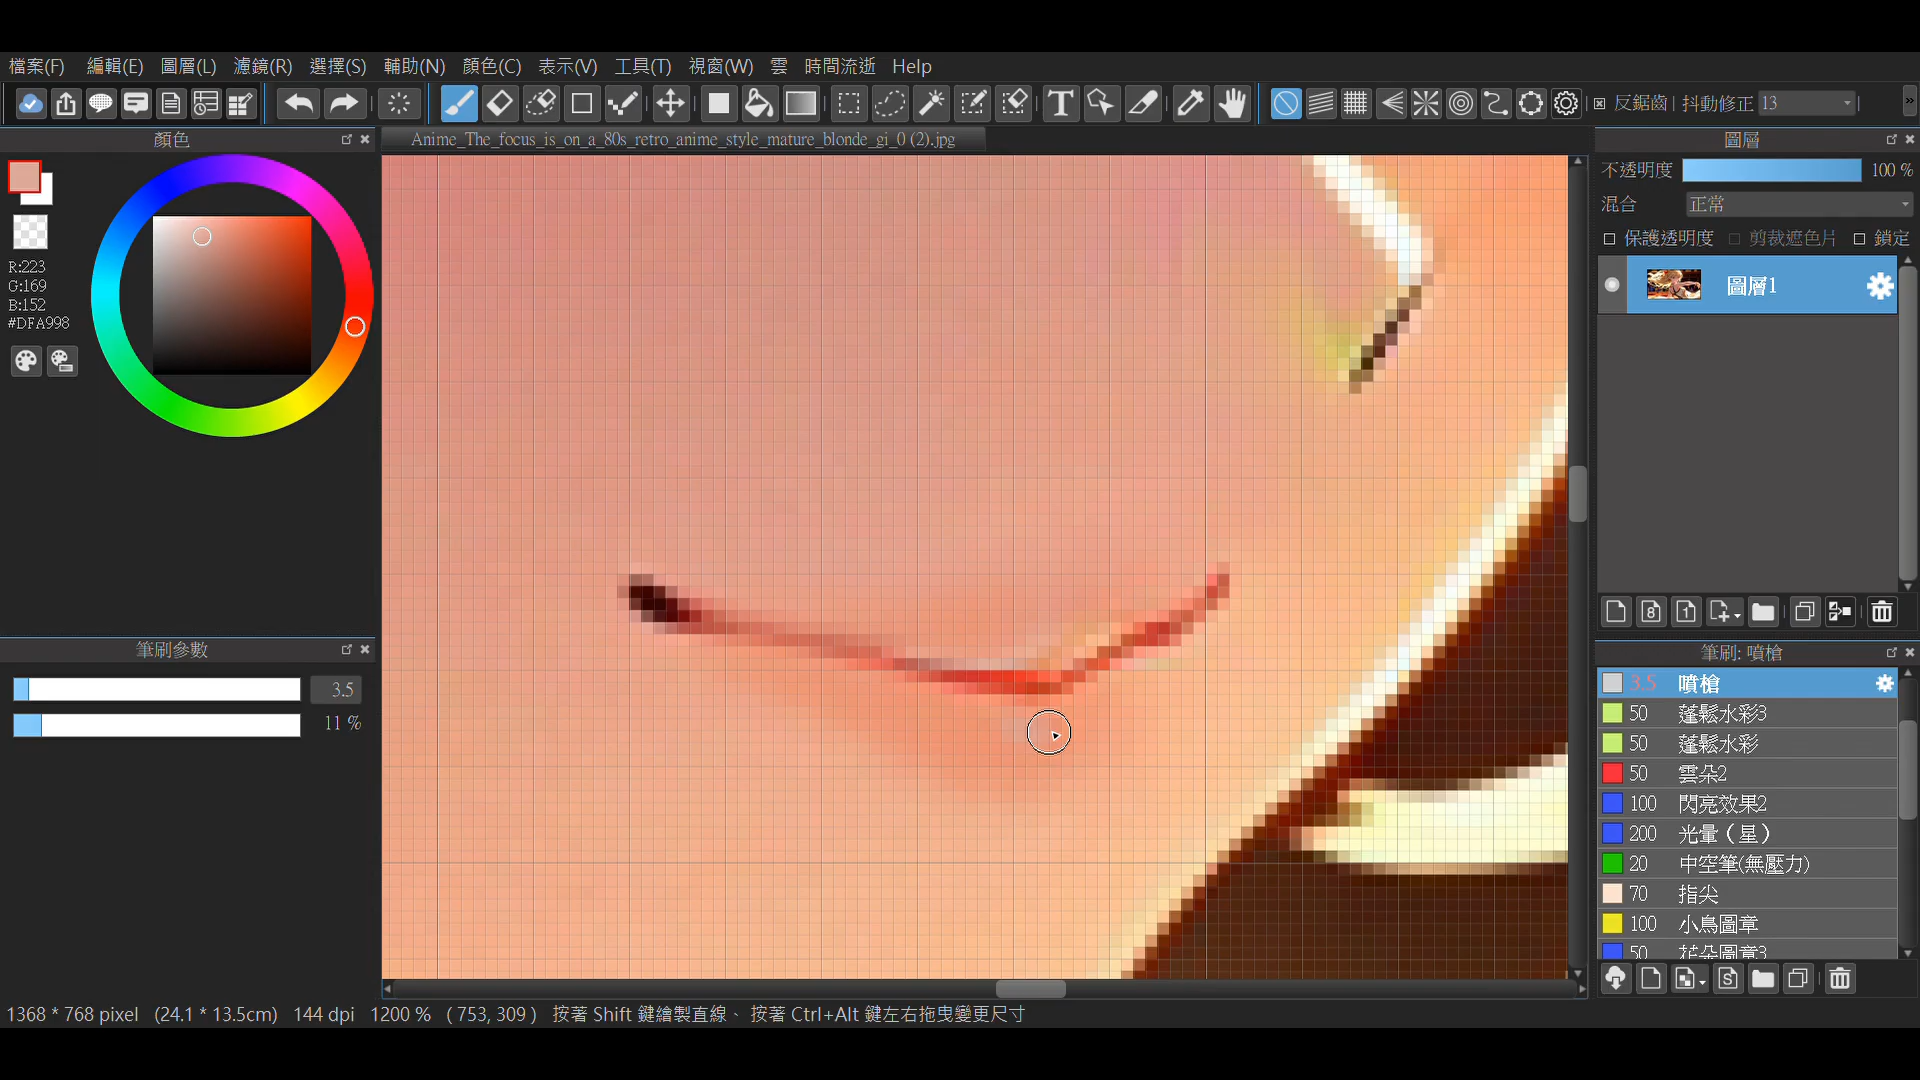 檔案(F) 編輯(E) 圖層(L) 濾鏡(R) 選擇(S) 輔助(N) 顏色(C) 表示(V) 工具(T) 視窗(W) 雲 時間流逝 Help
反鋸齒 抖動修正 13
顏色
Anime_The_focus_is_on_a_80s_retro_anime_style_mature_blonde_gi_0 (2).jpg
圖層
不透明度 100 %
混合 正常
保護透明度 剪裁遮色片 鎖定
R:223
G:169
B:152
#DFA998
圖層1
筆刷參數
3.5
11 %
筆刷: 噴槍
3.5 噴槍
50 蓬鬆水彩3
50 蓬鬆水彩
50 雲朵2
100 閃亮效果2
200 光暈（星）
20 中空筆(無壓力)
70 指尖
100 小鳥圖章
50 花朵圖章3
1368 * 768 pixel (24.1 * 13.5cm) 144 dpi 1200 % ( 753, 309 ) 按著 Shift 鍵繪製直線、 按著 Ctrl+Alt 鍵左右拖曳變更尺寸